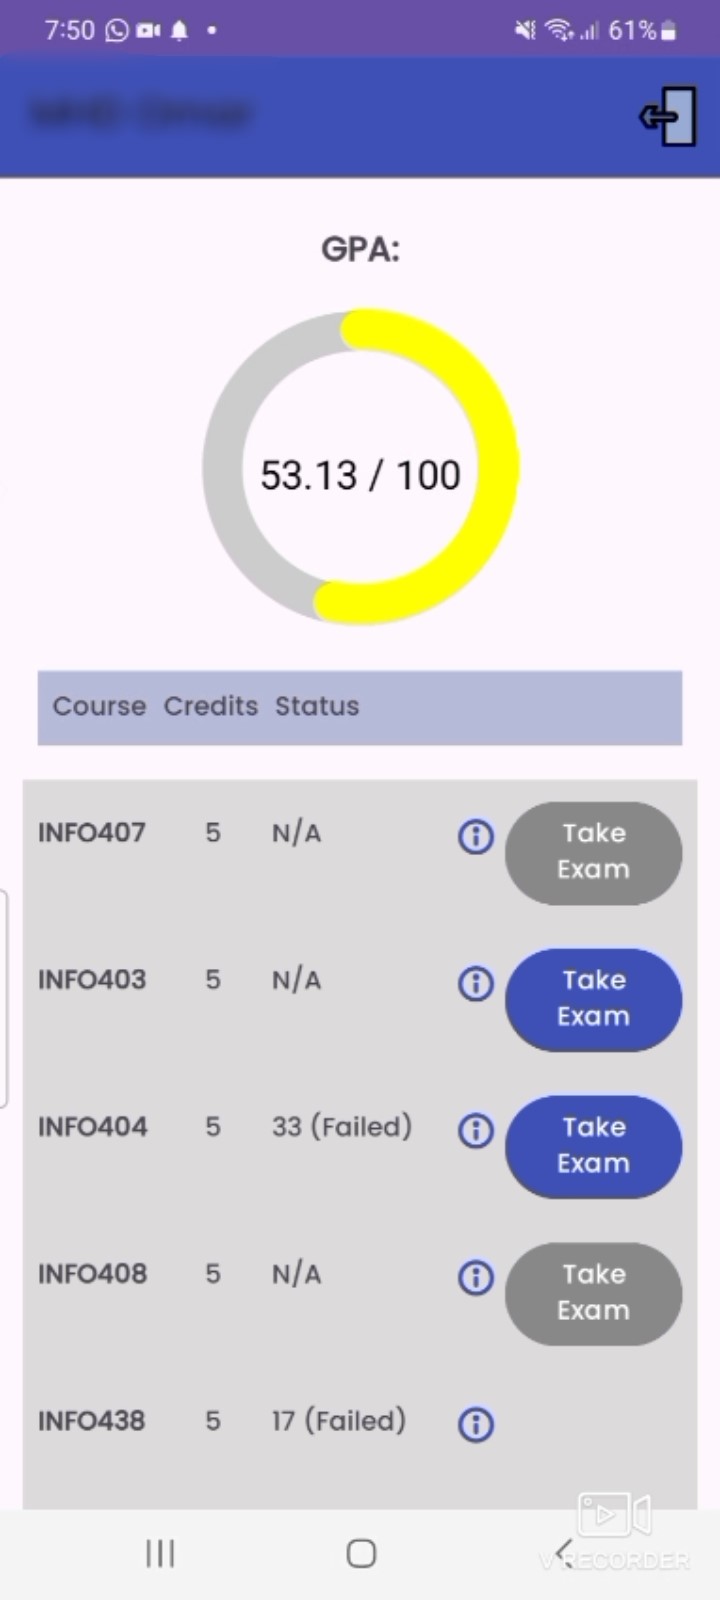 7:50 61%
GPA:
53.13 / 100
Course Credits Status
INFO407 5 N/A Take Exam
INFO403 5 N/A Take Exam
INFO404 5 33 (Failed) Take Exam
INFO408 5 N/A Take Exam
INFO438 5 17 (Failed)
V RECORDER